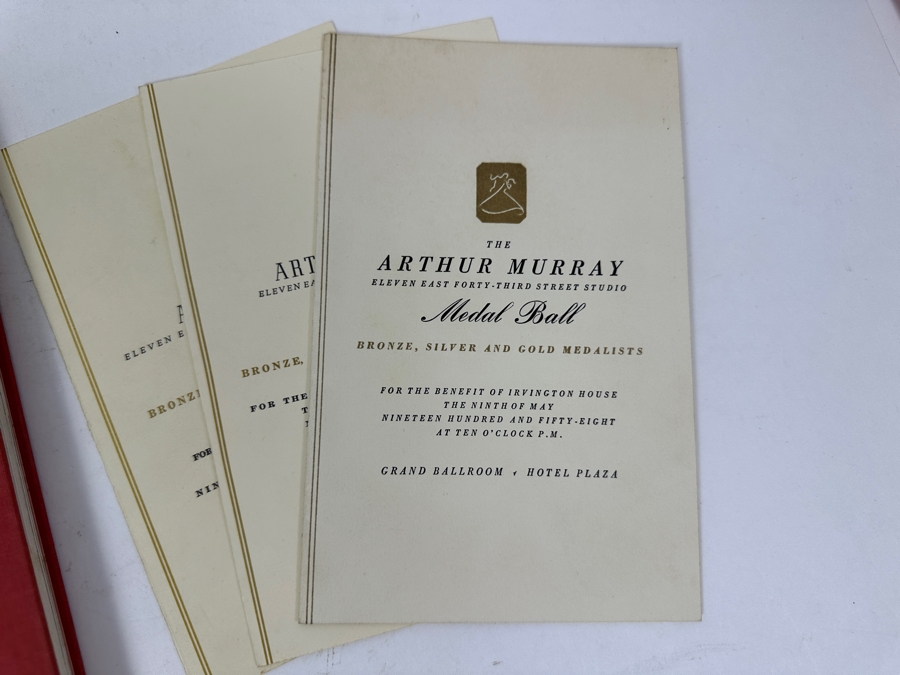 THE
ARTHUR MURRAY
ELEVEN EAST FORTY-THIRD STREET STUDIO
Medal Ball
BRONZE, SILVER AND GOLD MEDALISTS
FOR THE BENEFIT OF IRVINGTON HOUSE
THE NINTH OF MAY
NINETEEN HUNDRED AND FIFTY-EIGHT
AT TEN O'CLOCK P.M.
GRAND BALLROOM HOTEL PLAZA
ART
ELEVEN EA
BRONZE,
FOR THE
T
A
ELEVEN E
BRONZ
FOR
NIN